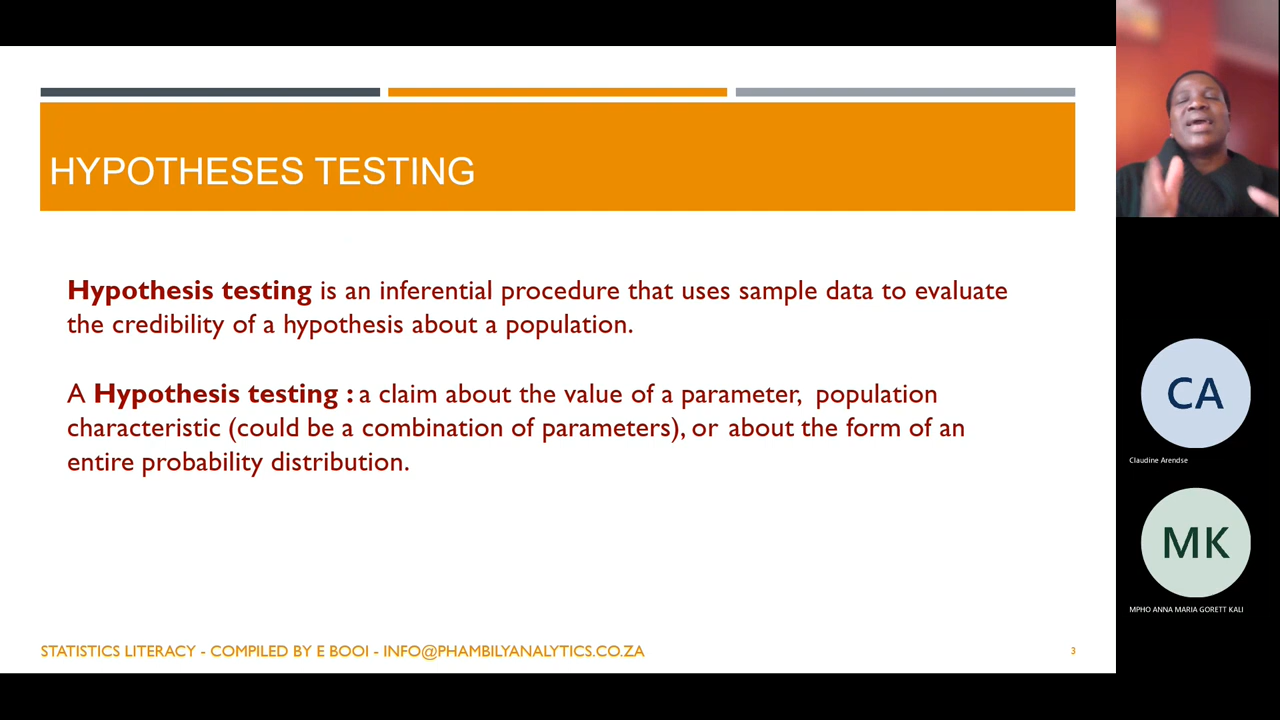 HYPOTHESES TESTING
Hypothesis testing is an inferential procedure that uses sample data to evaluate
the credibility of a hypothesis about a population.
A Hypothesis testing : a claim about the value of a parameter, population
characteristic (could be a combination of parameters), or about the form of an
entire probability distribution.
STATISTICS LITERACY - COMPILED BY E BOOI - INFO@PHAMBILYANALYTICS.CO.ZA
3
CA
Claudine Arendse
MK
MPHO ANNA MARIA GORETT KALI